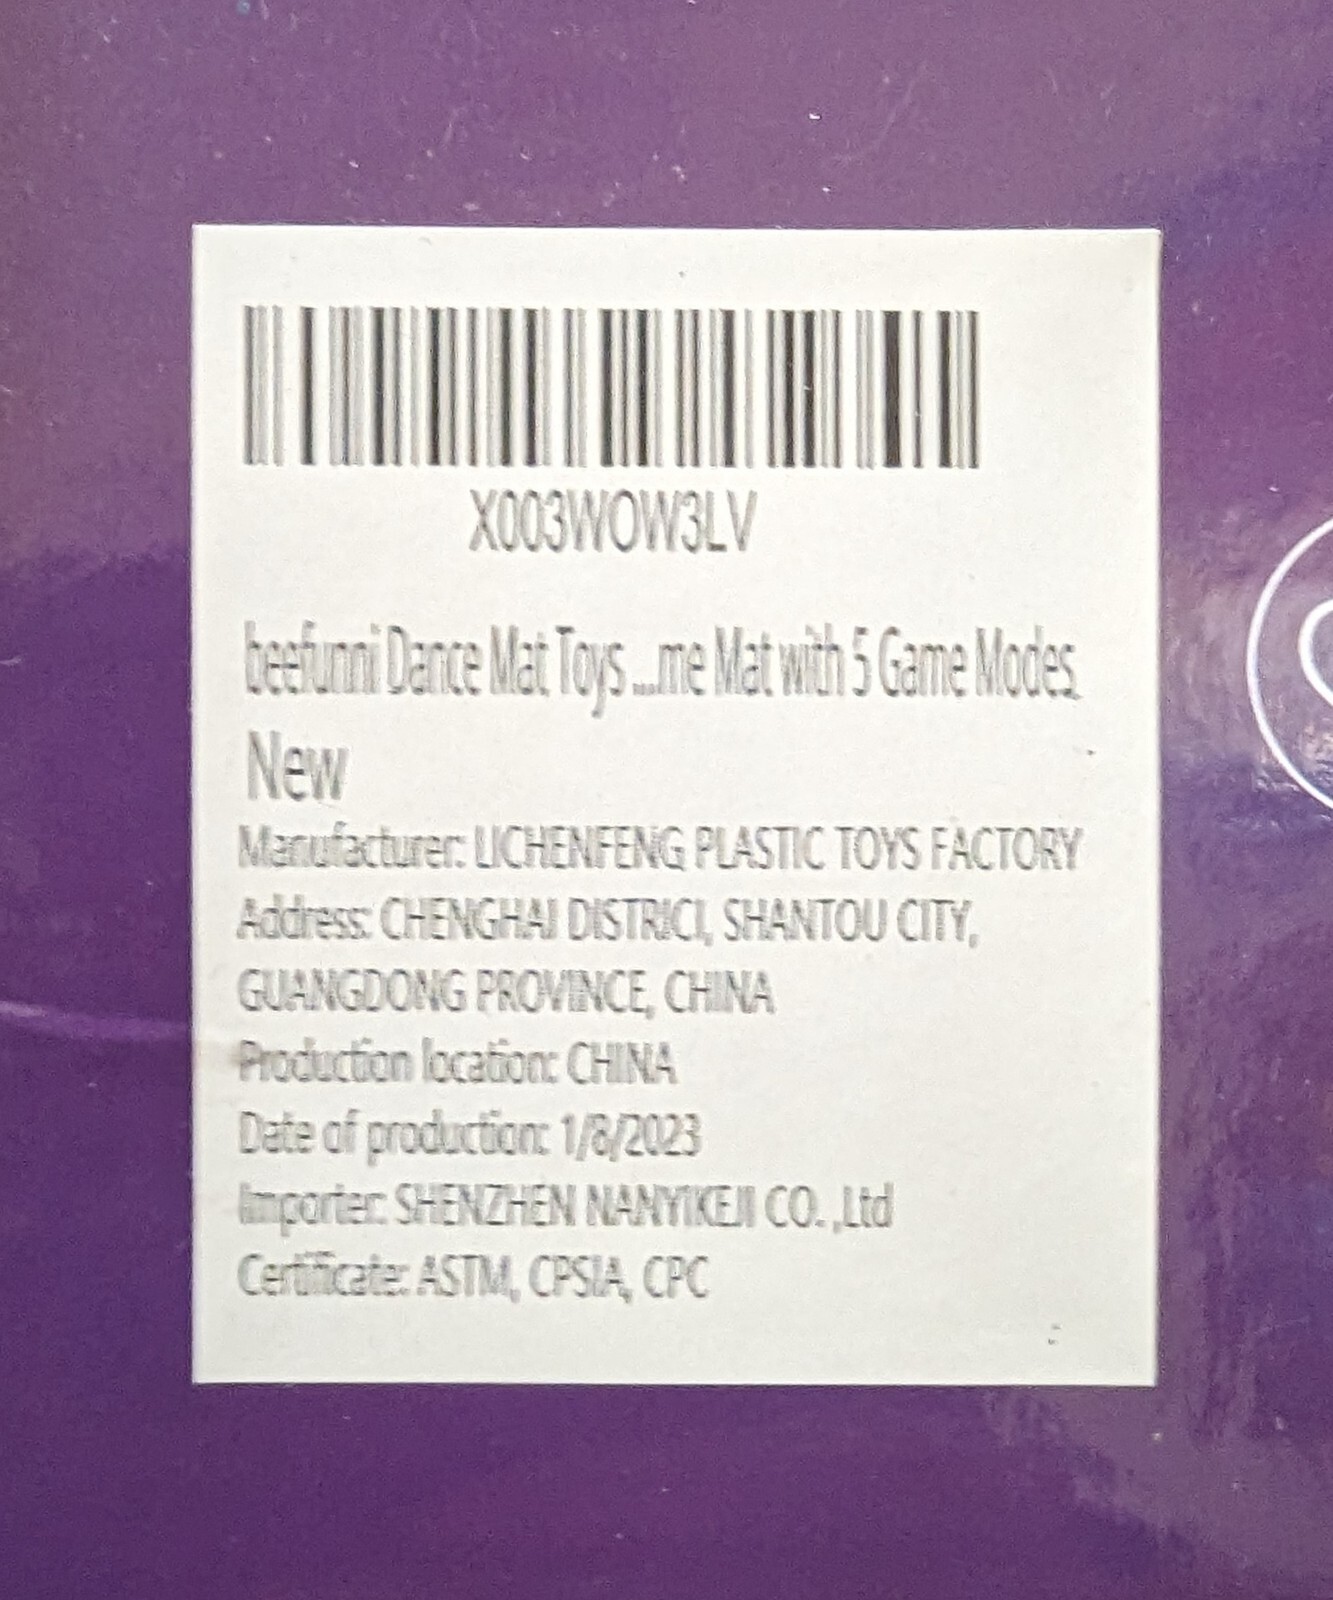 X003WOW3LV
beefunni Dance Mat Toys ...me Mat with 5 Game Modes
New
Manufacturer: LICHENFENG PLASTIC TOYS FACTORY
Address: CHENGHAI DISTRICI, SHANTOU CITY,
GUANGDONG PROVINCE, CHINA
Production location: CHINA
Date of production: 1/8/2023
Importer: SHENZHEN NANYIKEJI CO. ,Ltd
Certificate: ASTM, CPSIA, CPC